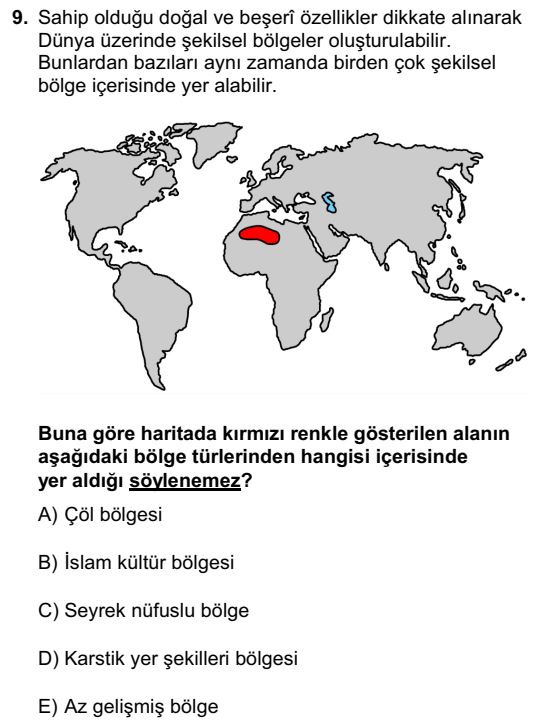 9. Sahip olduğu doğal ve beşerî özellikler dikkate alınarak
Dünya üzerinde şekilsel bölgeler oluşturulabilir.
Bunlardan bazıları aynı zamanda birden çok şekilsel
bölge içerisinde yer alabilir.
Buna göre haritada kırmızı renkle gösterilen alanın
aşağıdaki bölge türlerinden hangisi içerisinde
yer aldığı söylenemez?
A) Çöl bölgesi
B) İslam kültür bölgesi
C) Seyrek nüfuslu bölge
D) Karstik yer şekilleri bölgesi
E) Az gelişmiş bölge